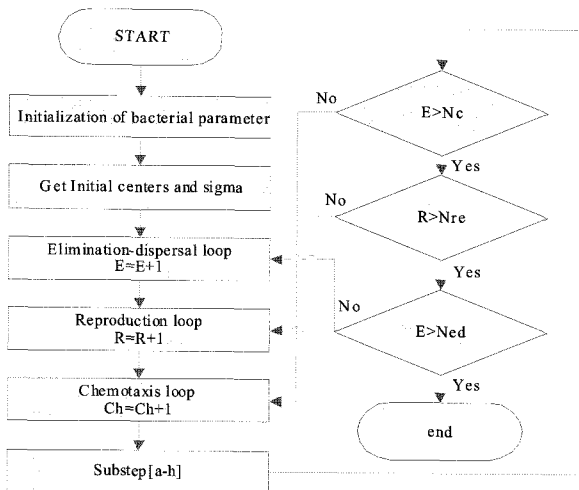 START
Initialization of bacterial parameter
Get Initial centers and sigma
Elimination-dispersal loop
E=E+1
Reproduction loop
R=R+1
Chemotaxis loop
Ch=Ch+1
Substep[a-h]
No
E>Nc
Yes
No
R>Nre
Yes
No
E>Ned
Yes
end